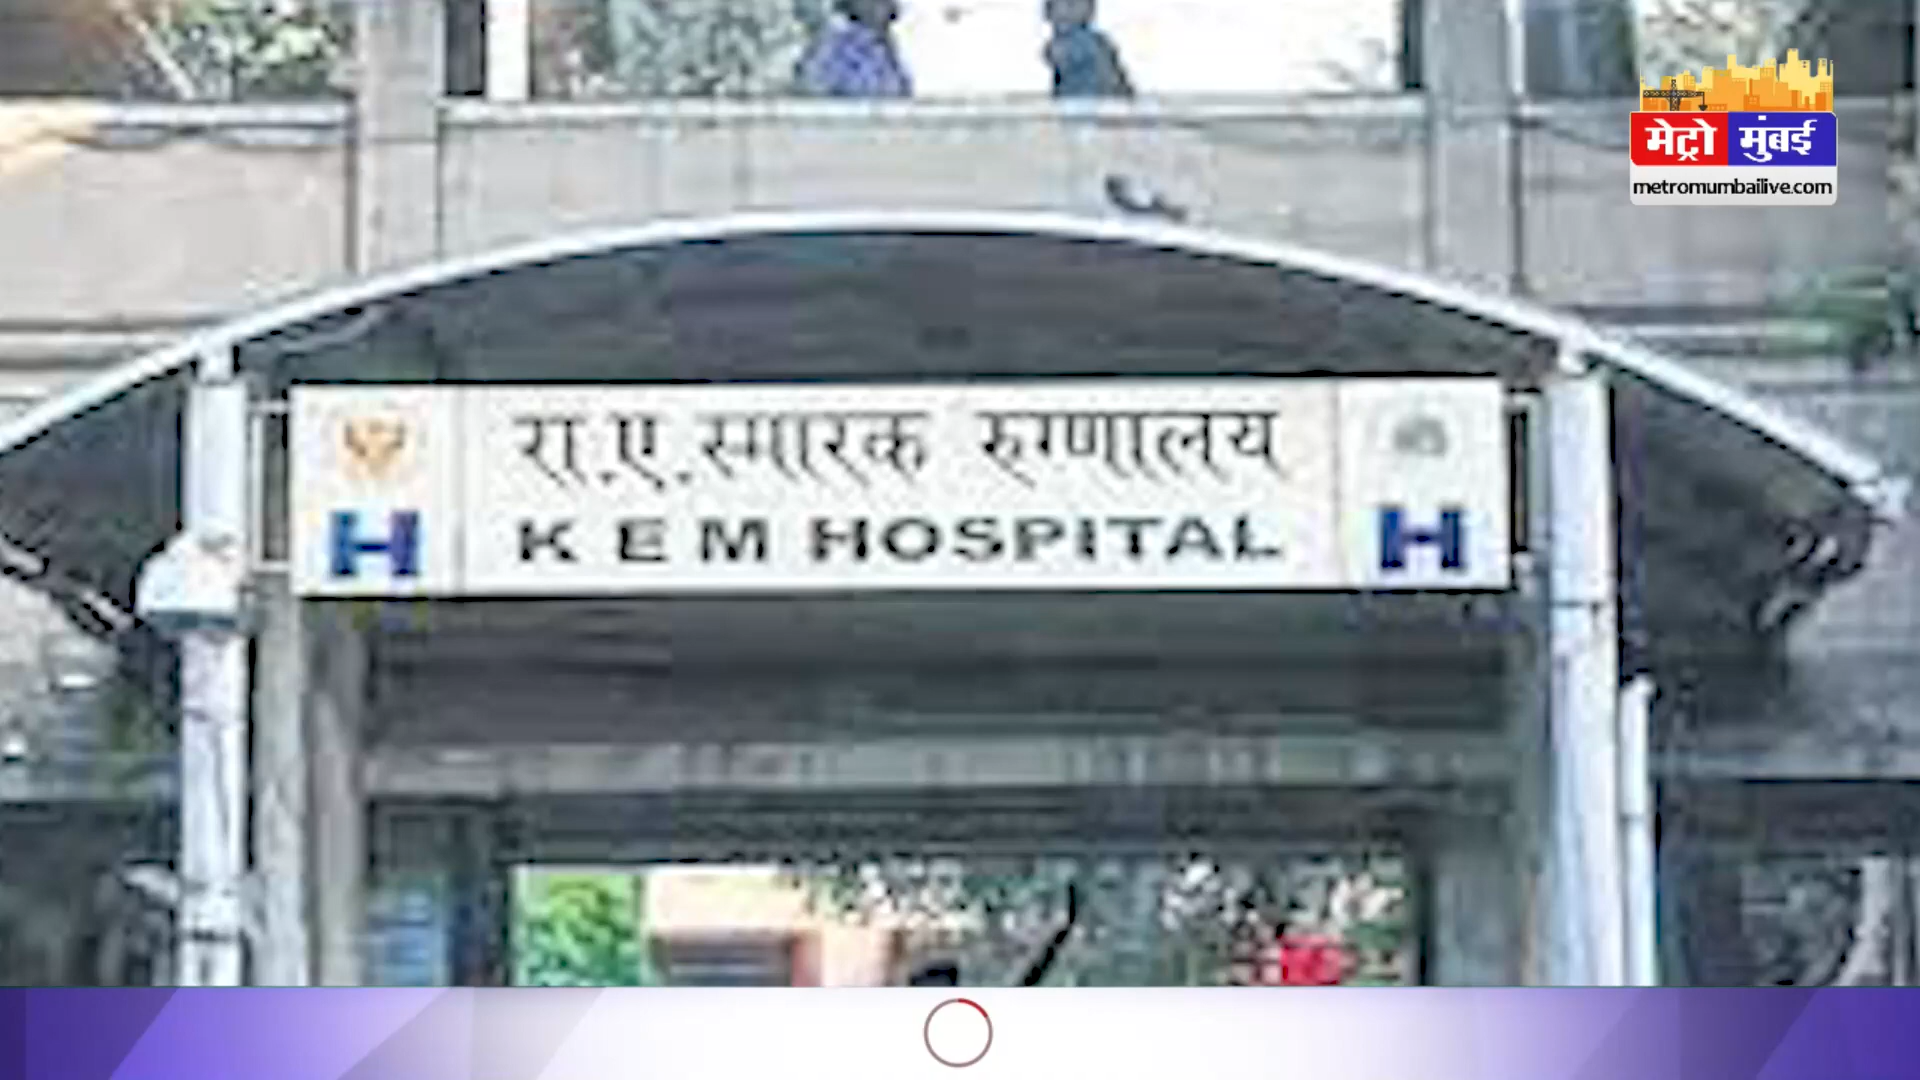 मेट्रो मुंबई
metromumbailive.com
रा.ए.स्मारक रुग्णालय
H K E M HOSPITAL H